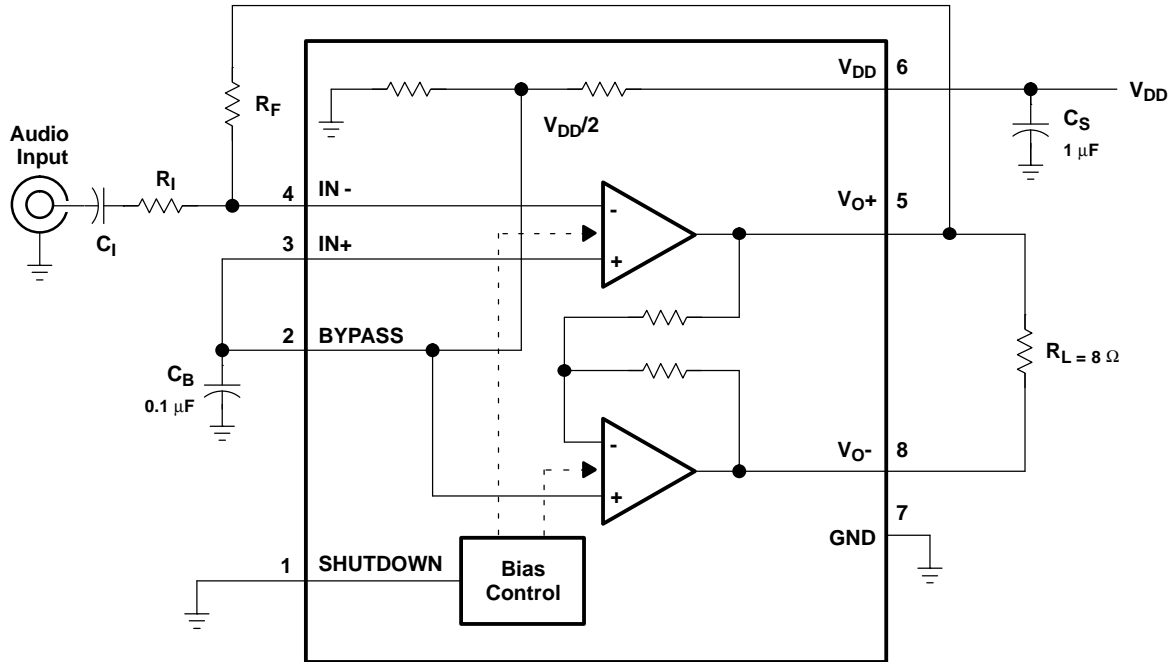 V_DD 6
V_DD
R_F
V_DD/2
C_S
1 μF
Audio
Input
R_I
C_I
4 IN -
-
V_O+ 5
3 IN+
+
2 BYPASS
C_B
0.1 μF
R_L = 8 Ω
-
V_O- 8
+
7
GND
1 SHUTDOWN
Bias
Control